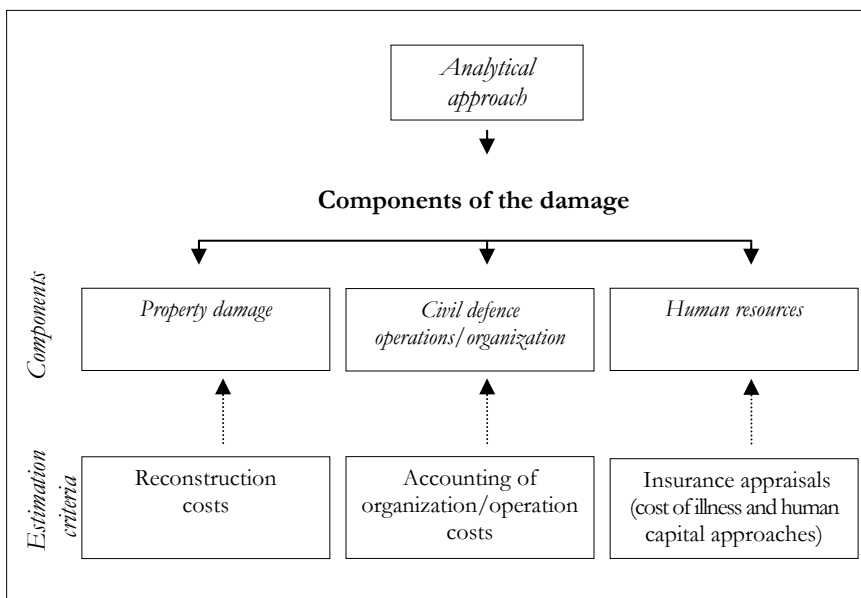 Analytical
approach
Components of the damage
Components
Property damage
Civil defence
operations/organization
Human resources
Estimation
criteria
Reconstruction
costs
Accounting of
organization/operation
costs
Insurance appraisals
(cost of illness and human
capital approaches)